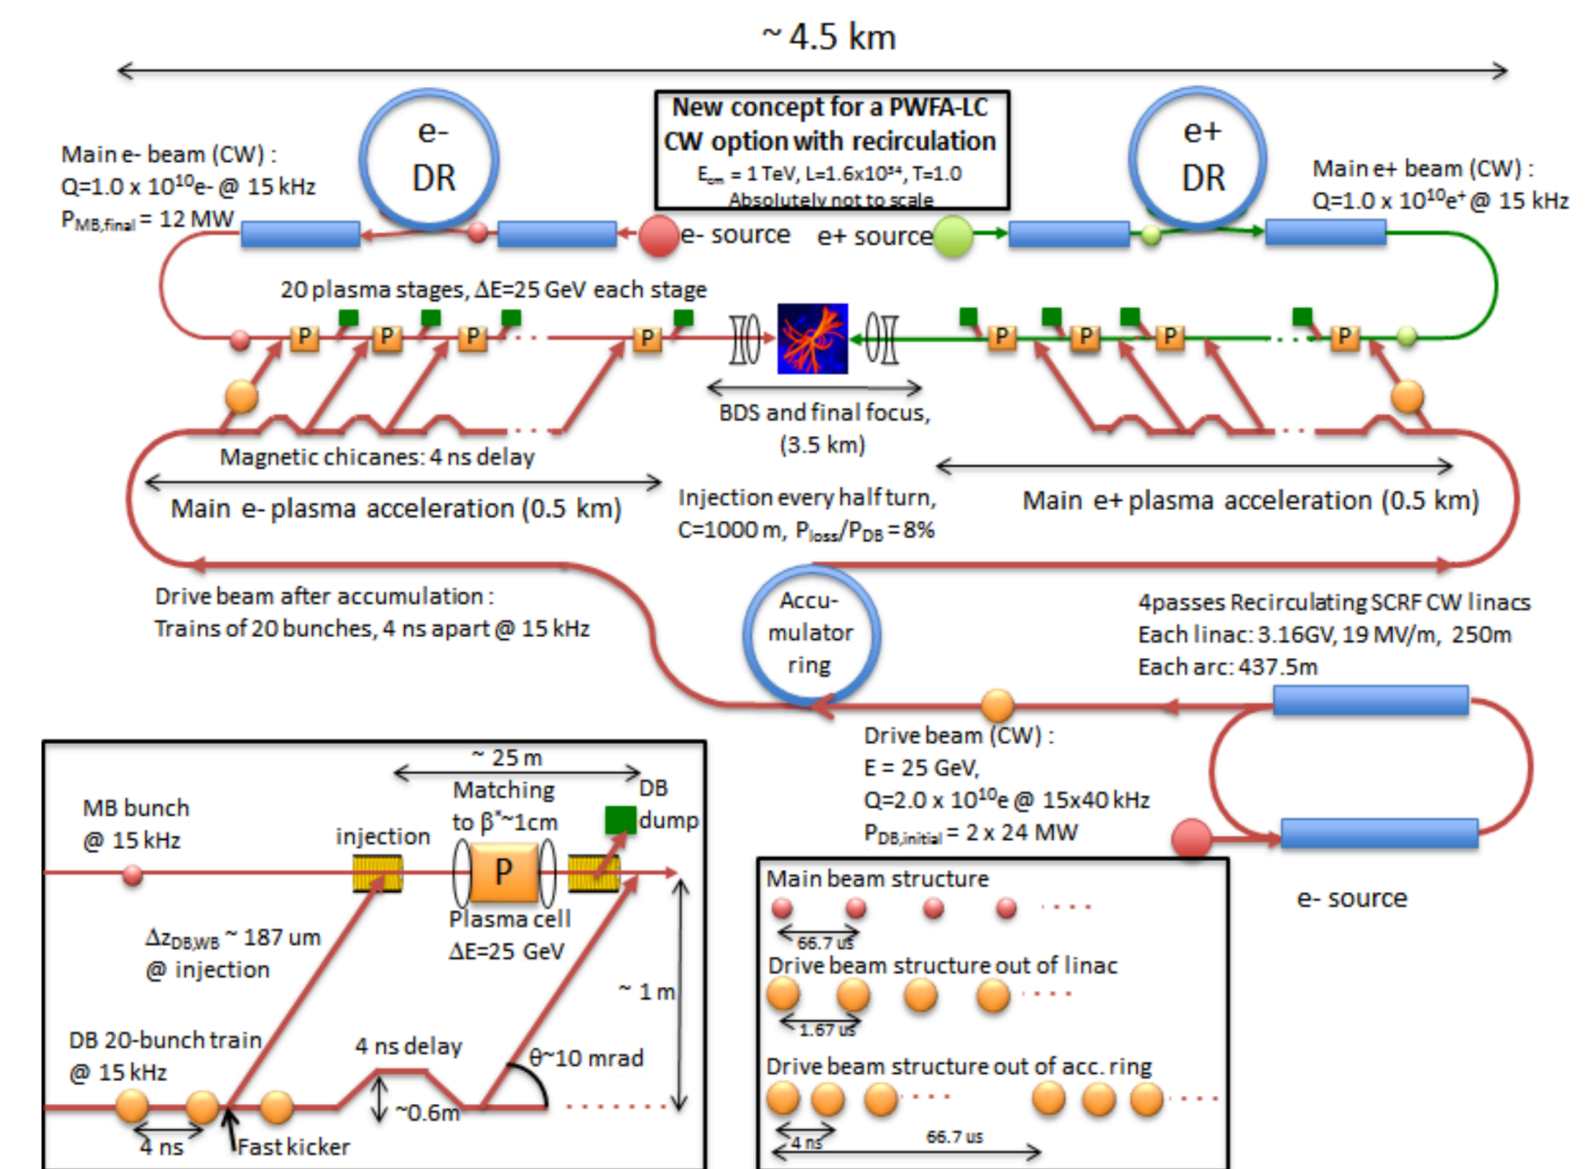 ~ 4.5 km
New concept for a PWFA-LC
CW option with recirculation
E_cm = 1 TeV, L=1.6x10³⁴, T=1.0
Absolutely not to scale
e-
DR
e+
DR
Main e- beam (CW) :
Q=1.0 x 10¹⁰e- @ 15 kHz
P_MB,final = 12 MW
Main e+ beam (CW) :
Q=1.0 x 10¹⁰e⁺ @ 15 kHz
e- source
e+ source
20 plasma stages, ΔE=25 GeV each stage
P
P
P
P
P
P
P
P
BDS and final focus,
(3.5 km)
Magnetic chicanes: 4 ns delay
Main e- plasma acceleration (0.5 km)
Main e+ plasma acceleration (0.5 km)
Injection every half turn,
C=1000 m, P_loss/P_DB = 8%
Drive beam after accumulation :
Trains of 20 bunches, 4 ns apart @ 15 kHz
Accu-
mulator
ring
4passes Recirculating SCRF CW linacs
Each linac: 3.16GV, 19 MV/m, 250m
Each arc: 437.5m
Drive beam (CW) :
E = 25 GeV,
Q=2.0 x 10¹⁰e @ 15x40 kHz
P_DB,initial = 2 x 24 MW
e- source
~ 25 m
Matching
to β*~1cm
DB
dump
MB bunch
@ 15 kHz
injection
P
Plasma cell
ΔE=25 GeV
Δz_DB,WB ~ 187 um
@ injection
~ 1 m
DB 20-bunch train
@ 15 kHz
4 ns delay
θ~10 mrad
~0.6m
4 ns
Fast kicker
Main beam structure
66.7 us
Drive beam structure out of linac
1.67 us
Drive beam structure out of acc. ring
4 ns
66.7 us